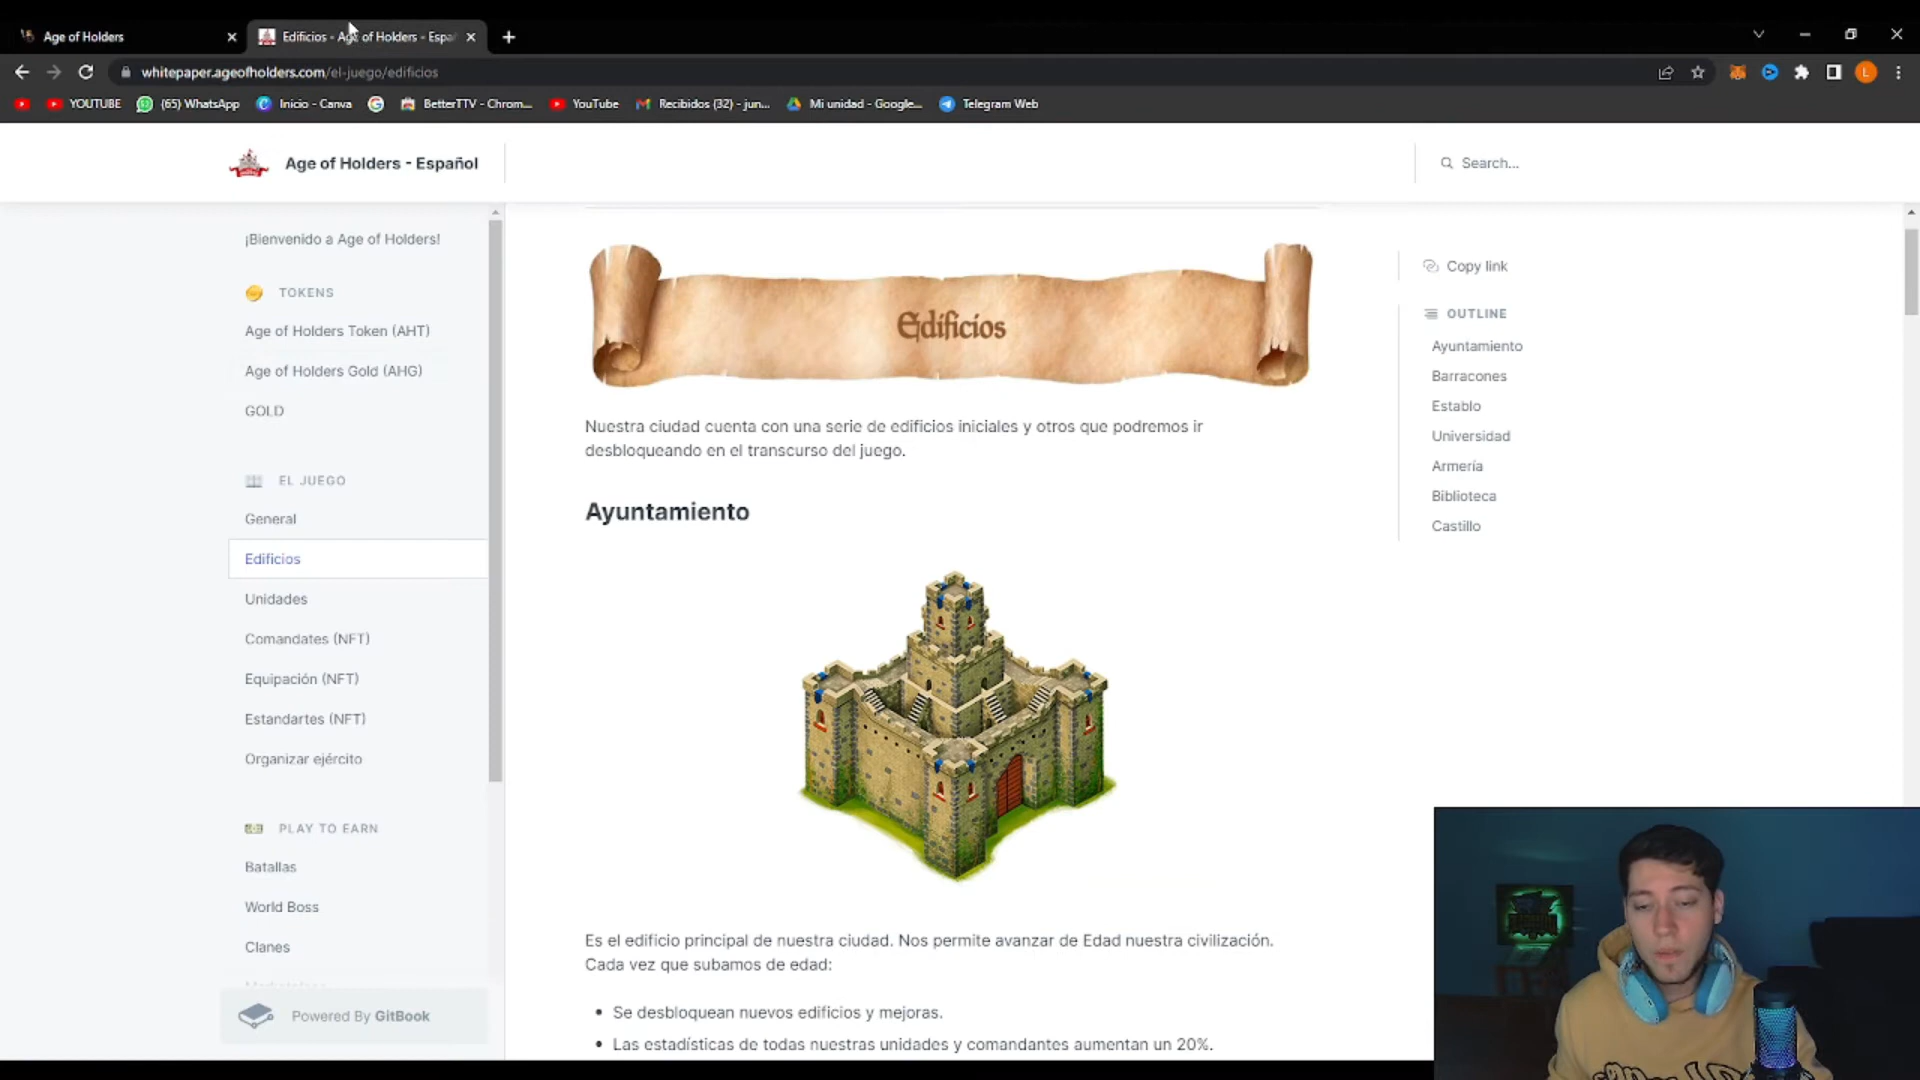 Age of Holders
Edificios - Age of Holders - Espa
whitepaper.ageofholders.com/el-juego/edificios
L
YOUTUBE
(65) WhatsApp
Inicio - Canva
BetterTTV - Chrom...
YouTube
Recibidos (32) - jun...
Mi unidad - Google...
Telegram Web
Age of Holders - Español
Search...
¡Bienvenido a Age of Holders!
TOKENS
Age of Holders Token (AHT)
Age of Holders Gold (AHG)
GOLD
EL JUEGO
General
Edificios
Unidades
Comandates (NFT)
Equipación (NFT)
Estandartes (NFT)
Organizar ejército
PLAY TO EARN
Batallas
World Boss
Clanes
Powered By GitBook
Edificios
Nuestra ciudad cuenta con una serie de edificios iniciales y otros que podremos ir
desbloqueando en el transcurso del juego.
Ayuntamiento
Es el edificio principal de nuestra ciudad. Nos permite avanzar de Edad nuestra civilización.
Cada vez que subamos de edad:
• Se desbloquean nuevos edificios y mejoras.
• Las estadísticas de todas nuestras unidades y comandantes aumentan un 20%.
Copy link
OUTLINE
Ayuntamiento
Barracones
Establo
Universidad
Armería
Biblioteca
Castillo